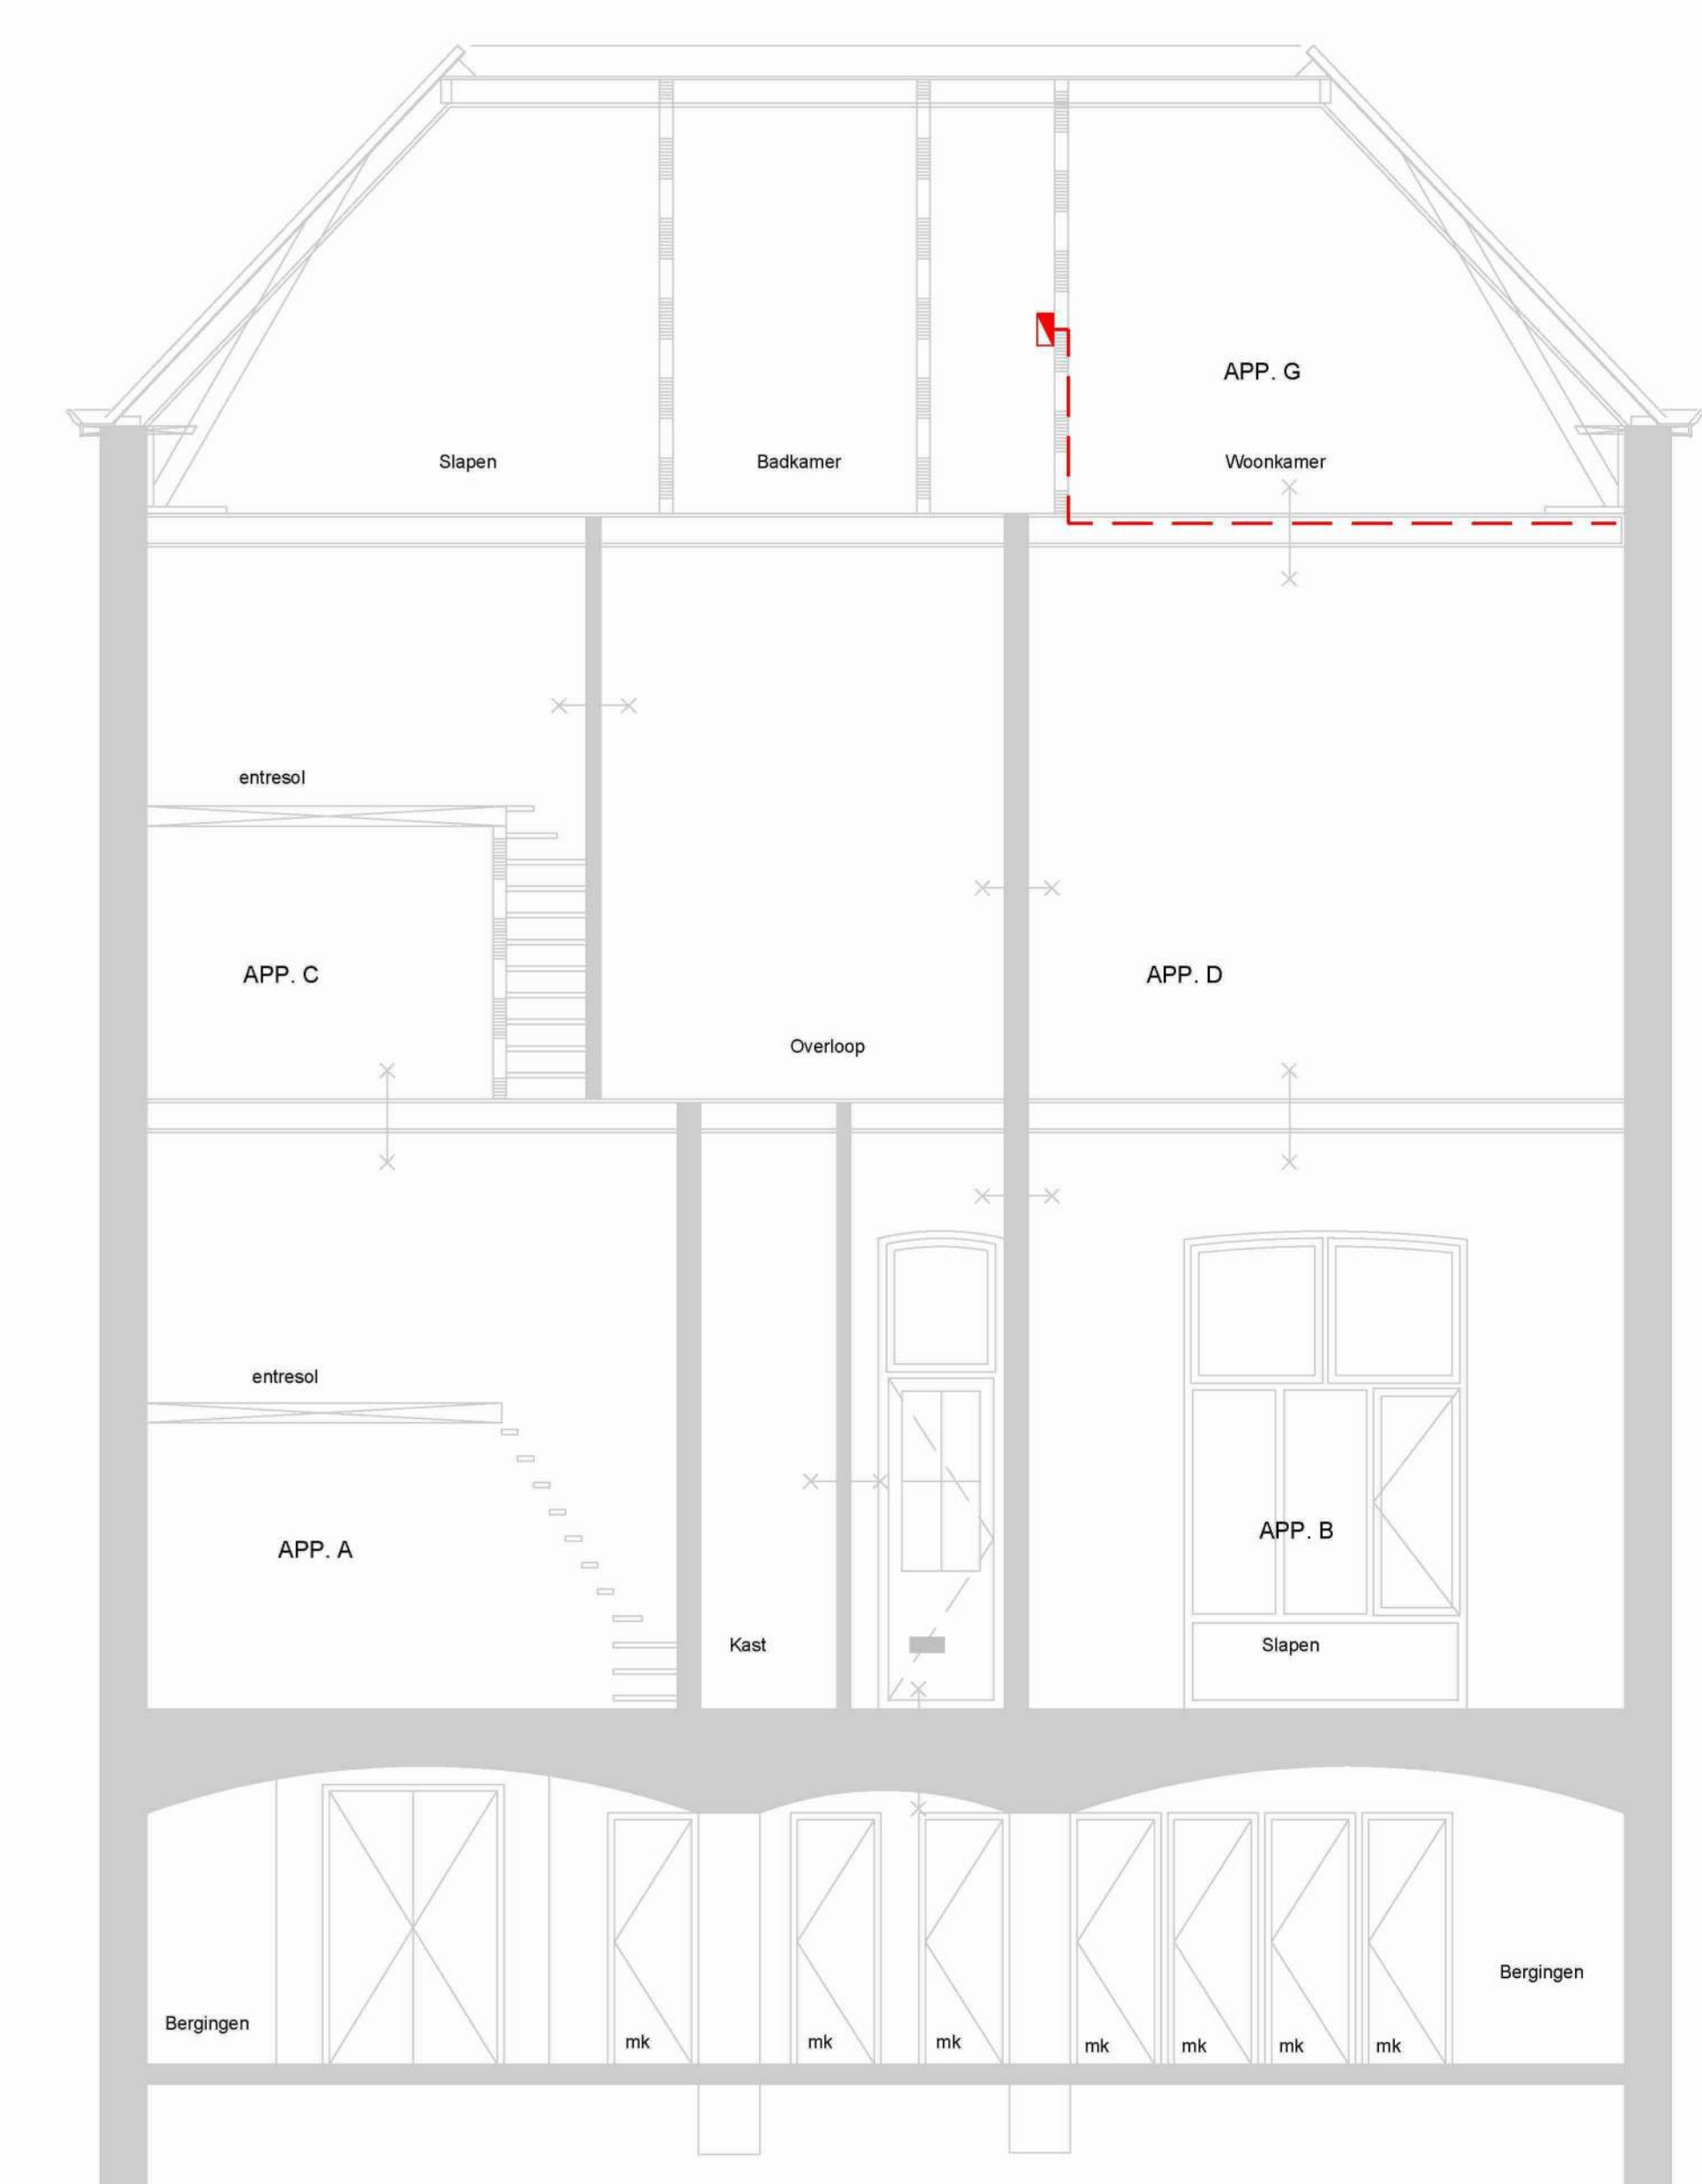 APP. G
Slapen
Badkamer
Woonkamer
entresol
APP. C
APP. D
Overloop
entresol
APP. B
APP. A
Kast
Slapen
Bergingen
Bergingen
mk
mk
mk
mk
mk
mk
mk